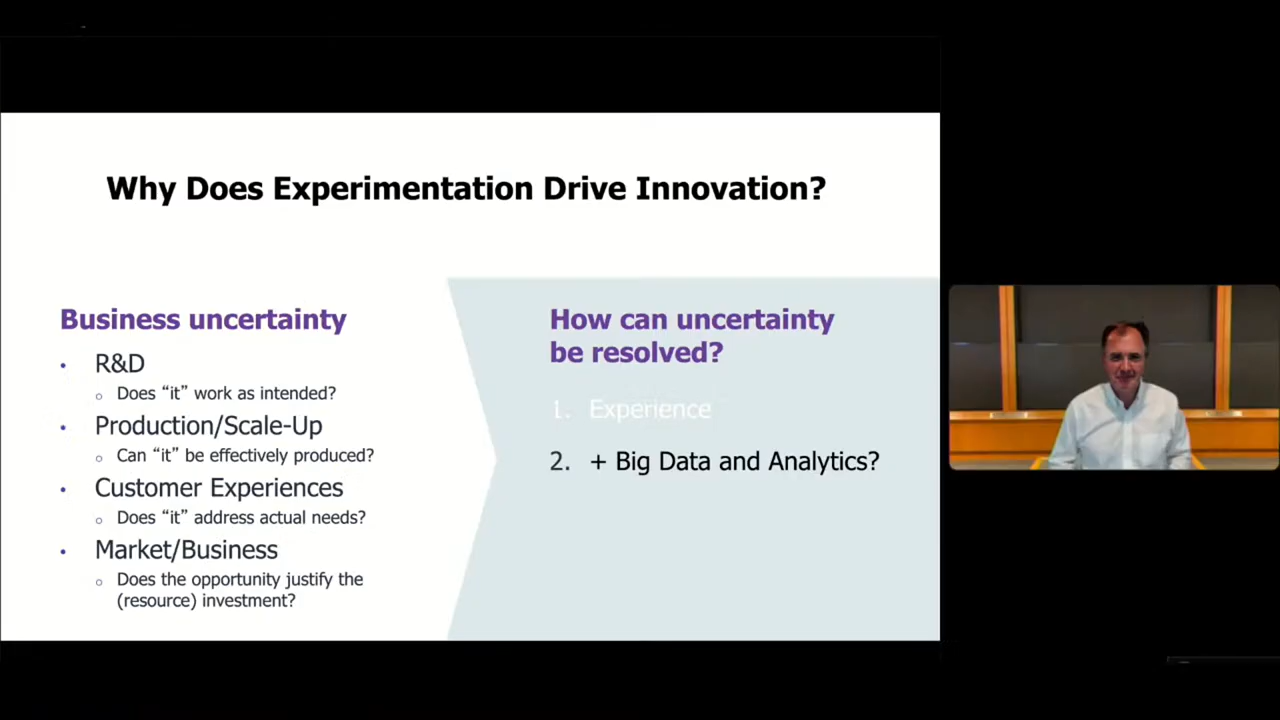 Why Does Experimentation Drive Innovation?
Business uncertainty
• R&D
o Does “it” work as intended?
• Production/Scale-Up
o Can “it” be effectively produced?
• Customer Experiences
o Does “it” address actual needs?
• Market/Business
o Does the opportunity justify the
(resource) investment?
How can uncertainty
be resolved?
1. Experience
2. + Big Data and Analytics?